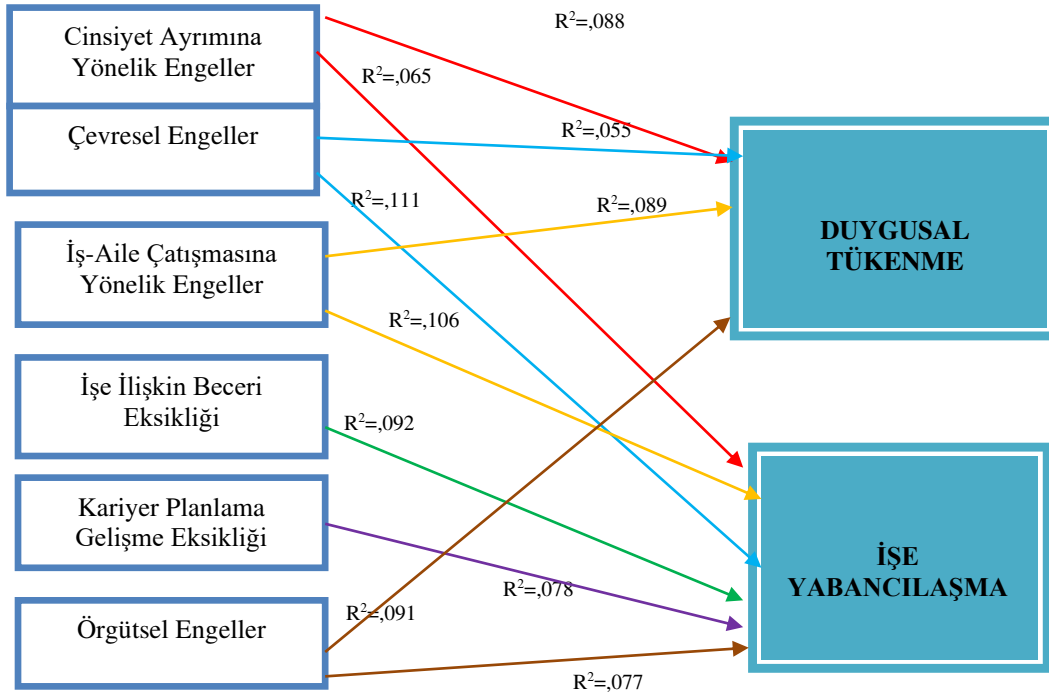 Cinsiyet Ayrımına
Yönelik Engeller
Çevresel Engeller
İş-Aile Çatışmasına
Yönelik Engeller
İşe İlişkin Beceri
Eksikliği
Kariyer Planlama
Gelişme Eksikliği
Örgütsel Engeller
R²=,088
R²=,065
R²=,055
R²=,111
R²=,089
R²=,106
R²=,092
R²=,078
R²=,091
R²=,077
DUYGUSAL
TÜKENME
İŞE
YABANCILAŞMA